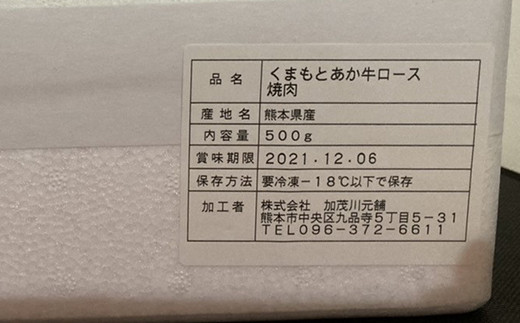 品名 くまもとあか牛ロース
焼肉
産地名 熊本県産
内容量 500g
賞味期限 2021.12.06
保存方法 要冷凍-18℃以下で保存
加工者 株式会社 加茂川元舗
熊本市中央区九品寺5丁目5-31
TEL096-372-6611